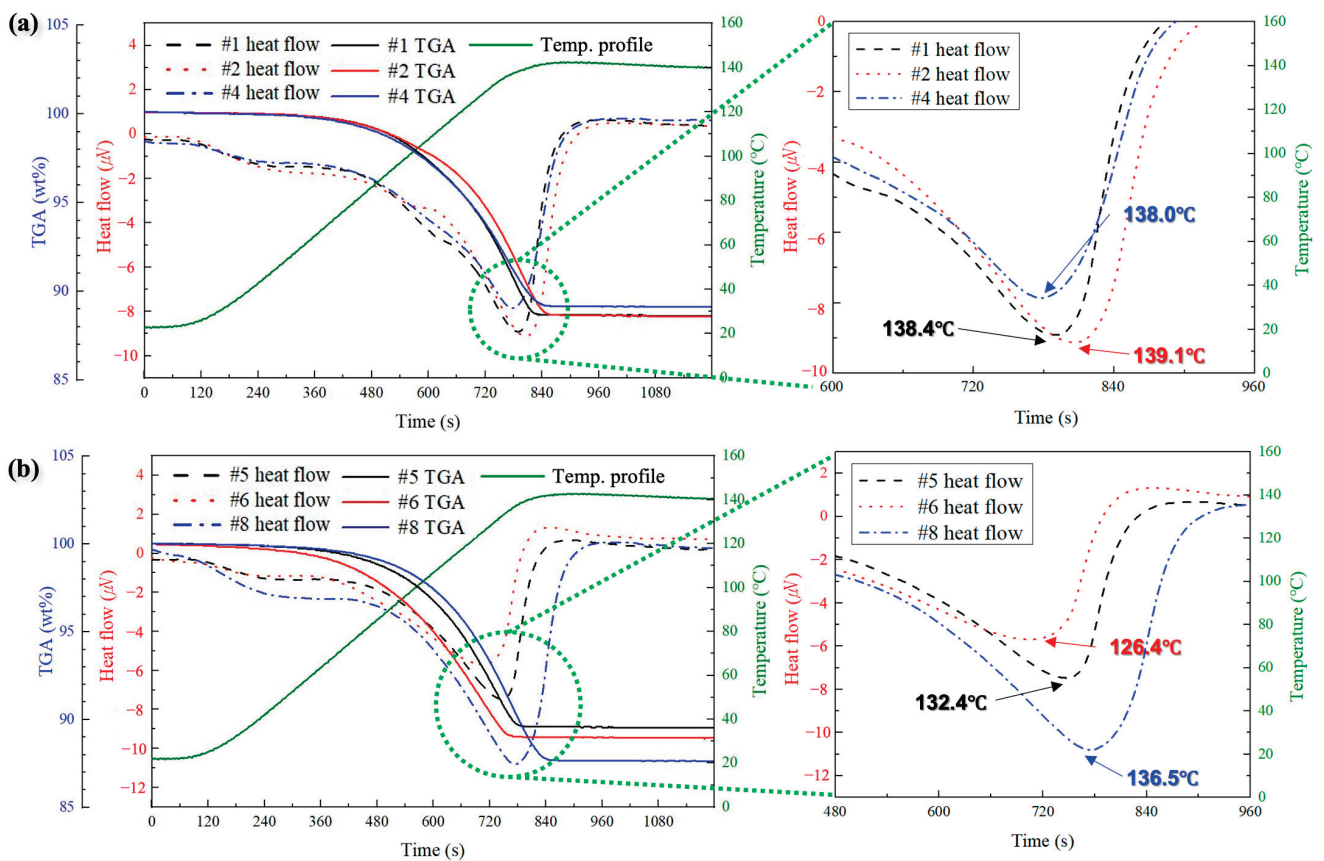 (a)
105
100
95
90
85
TGA (wt%)
4
2
0
−2
−4
−6
−8
−10
Heat flow (μV)
#1 heat flow
#2 heat flow
#4 heat flow
#1 TGA
#2 TGA
#4 TGA
Temp. profile
160
140
120
100
80
60
40
20
0
Temperature (°C)
0 120 240 360 480 600 720 840 960 1080
Time (s)
0
−2
−4
−6
−8
−10
Heat flow (μV)
#1 heat flow
#2 heat flow
#4 heat flow
138.0℃
138.4℃
139.1℃
160
140
120
100
80
60
40
20
0
Temperature (°C)
600 720 840 960
Time (s)
(b)
105
100
95
90
85
TGA (wt%)
4
2
0
−2
−4
−6
−8
−10
−12
Heat flow (μV)
#5 heat flow
#6 heat flow
#8 heat flow
#5 TGA
#6 TGA
#8 TGA
Temp. profile
160
140
120
100
80
60
40
20
0
Temperature (°C)
0 120 240 360 480 600 720 840 960 1080
Time (s)
2
0
−2
−4
−6
−8
−10
−12
Heat flow (μV)
#5 heat flow
#6 heat flow
#8 heat flow
126.4℃
132.4℃
136.5℃
160
140
120
100
80
60
40
20
0
Temperature (°C)
480 600 720 840 960
Time (s)